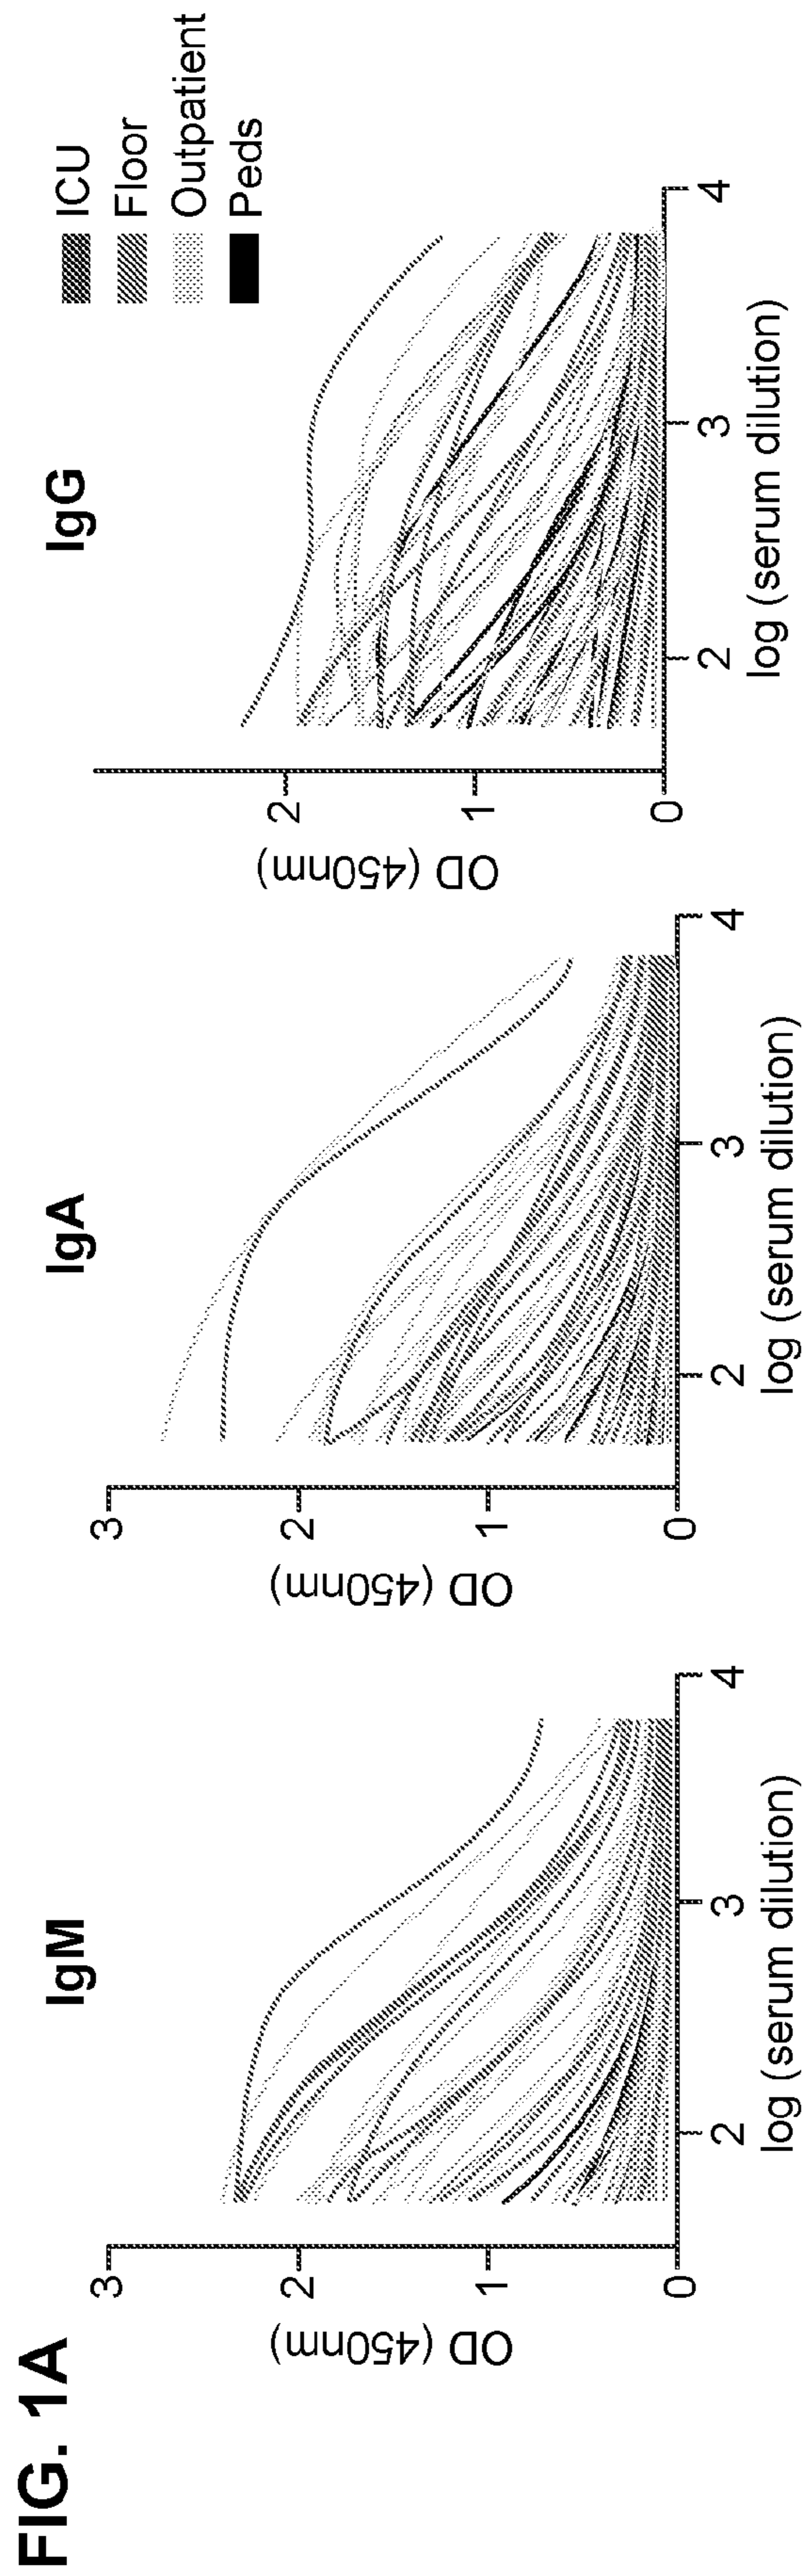 FIG. 1A
IgM
OD (450nm)
3
2
1
0
2
3
4
log (serum dilution)
IgA
OD (450nm)
3
2
1
0
2
3
4
log (serum dilution)
IgG
OD (450nm)
2
1
0
2
3
4
log (serum dilution)
ICU
Floor
Outpatient
Peds